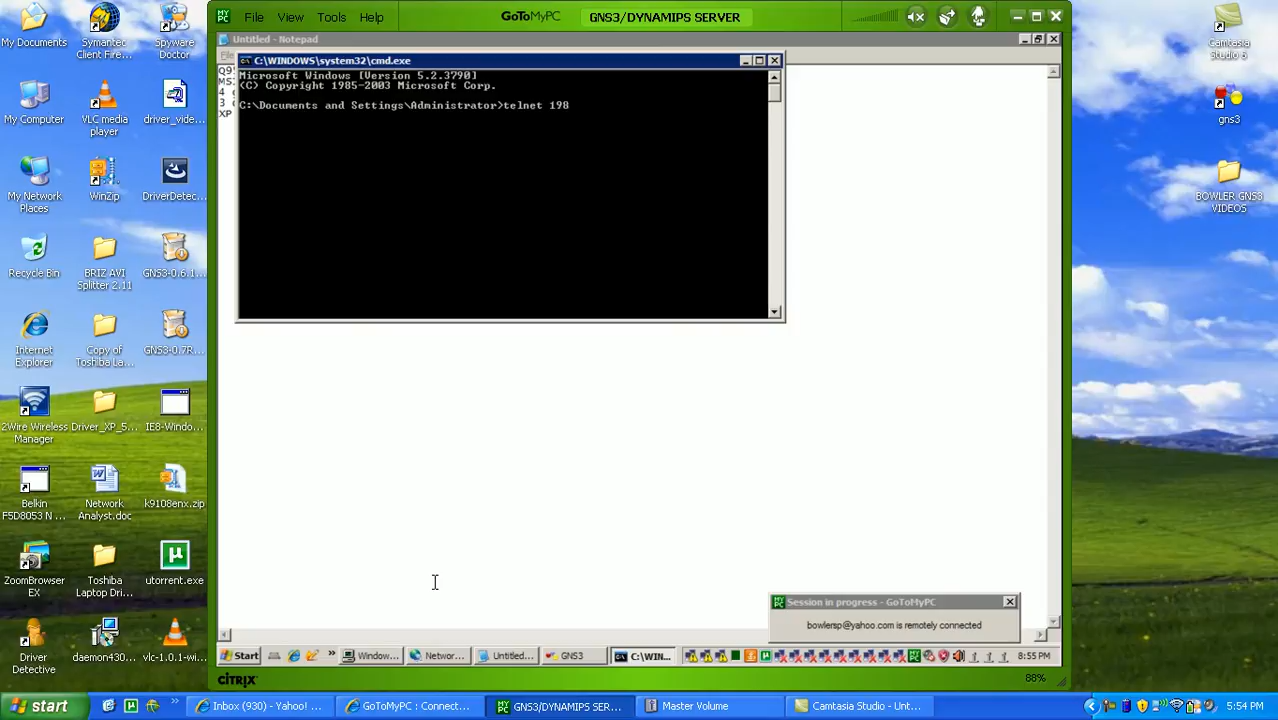 File View Tools Help GoToMyPC GNS3/DYNAMIPS SERVER
Untitled - Notepad
C:\WINDOWS\system32\cmd.exe
Microsoft Windows [Version 5.2.3790]
(C) Copyright 1985-2003 Microsoft Corp.
C:\Documents and Settings\Administrator>telnet 198
4
3
XP
My Documents
Symantec
Client Fire...
Spyware
Doctor
My Computer
VLC media
player
driver_vide...
My Network
Places
WinZip
DriverDetec...
Recycle Bin
BRIZ AVI
Splitter 2.11
GNS3-0.6.1...
Internet
Explorer
Copy of
Toshiba La...
GNS3-0.7R...
2Wire Wireless
Manager
Driver_XP_5...
IE8-Windo...
Belkin
F5D8053 N ...
Network
Analyst.doc
k9108enx.zip
ZoomBrowser
EX
Toshiba
Laptop Dri...
utorrent.exe
Driver
Detective
daemon430...
vlc-1.0.1-wi...
Camtasia
Studio 6
gns3
BOWLER GNS3
VIDEOS
Session in progress - GoToMyPC
bowlersp@yahoo.com is remotely connected
Start Window... Networ... Untitled... GNS3 C:\WIN... 8:55 PM
CITRIX 88%
start Inbox (930) - Yahoo! ... GoToMyPC : Connect... GNS3/DYNAMIPS SER... Master Volume Camtasia Studio - Unt... 5:54 PM